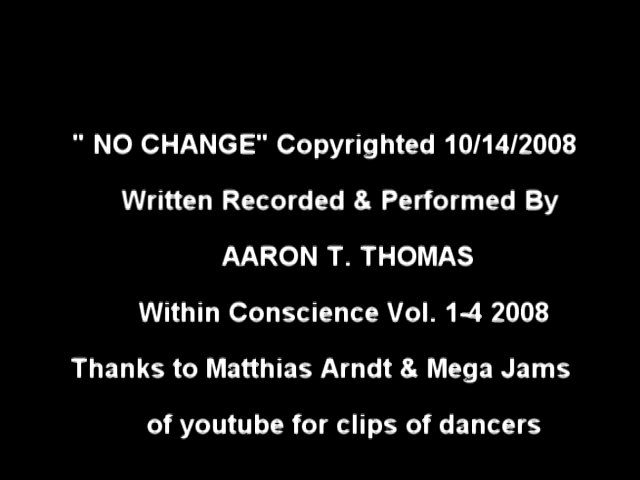 " NO CHANGE" Copyrighted 10/14/2008
Written Recorded & Performed By
AARON T. THOMAS
Within Conscience Vol. 1-4 2008
Thanks to Matthias Arndt & Mega Jams
of youtube for clips of dancers